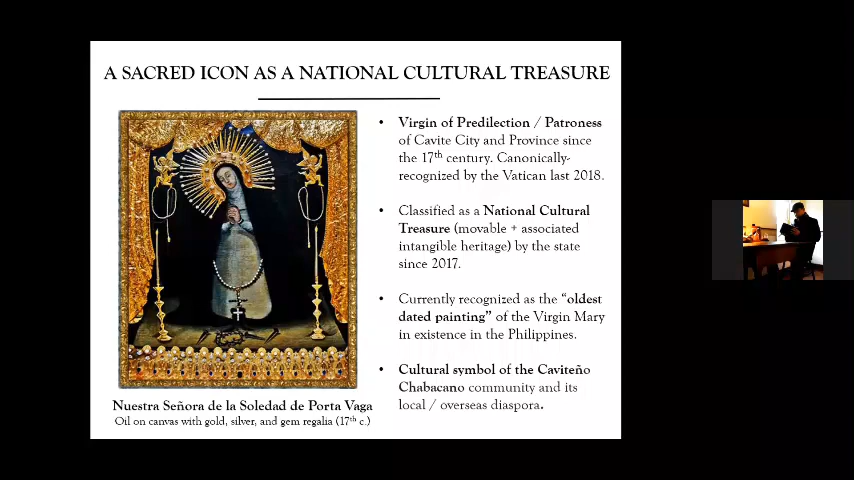 A SACRED ICON AS A NATIONAL CULTURAL TREASURE
• Virgin of Predilection / Patroness
of Cavite City and Province since
the 17th century. Canonically-
recognized by the Vatican last 2018.
• Classified as a National Cultural
Treasure (movable + associated
intangible heritage) by the state
since 2017.
• Currently recognized as the “oldest
dated painting” of the Virgin Mary
in existence in the Philippines.
• Cultural symbol of the Caviteño
Chabacano community and its
local / overseas diaspora.
Nuestra Señora de la Soledad de Porta Vaga
Oil on canvas with gold, silver, and gem regalia (17th c.)